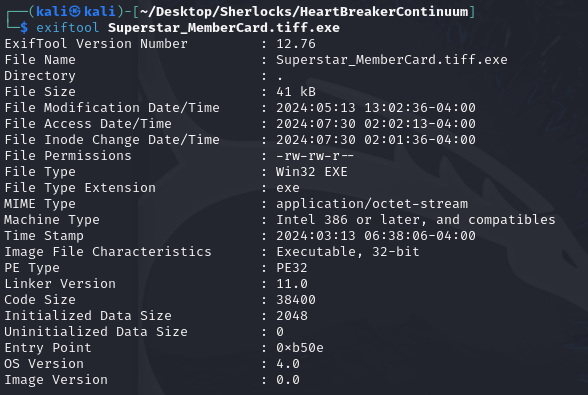 ┌──(kali㉿kali)-[~/Desktop/Sherlocks/HeartBreakerContinuum]
└─$ exiftool Superstar_MemberCard.tiff.exe
ExifTool Version Number         : 12.76
File Name                       : Superstar_MemberCard.tiff.exe
Directory                       : .
File Size                       : 41 kB
File Modification Date/Time     : 2024:05:13 13:02:36-04:00
File Access Date/Time           : 2024:07:30 02:02:13-04:00
File Inode Change Date/Time     : 2024:07:30 02:01:36-04:00
File Permissions                : -rw-rw-r--
File Type                       : Win32 EXE
File Type Extension             : exe
MIME Type                       : application/octet-stream
Machine Type                    : Intel 386 or later, and compatibles
Time Stamp                      : 2024:03:13 06:38:06-04:00
Image File Characteristics      : Executable, 32-bit
PE Type                         : PE32
Linker Version                  : 11.0
Code Size                       : 38400
Initialized Data Size           : 2048
Uninitialized Data Size         : 0
Entry Point                     : 0xb50e
OS Version                      : 4.0
Image Version                   : 0.0